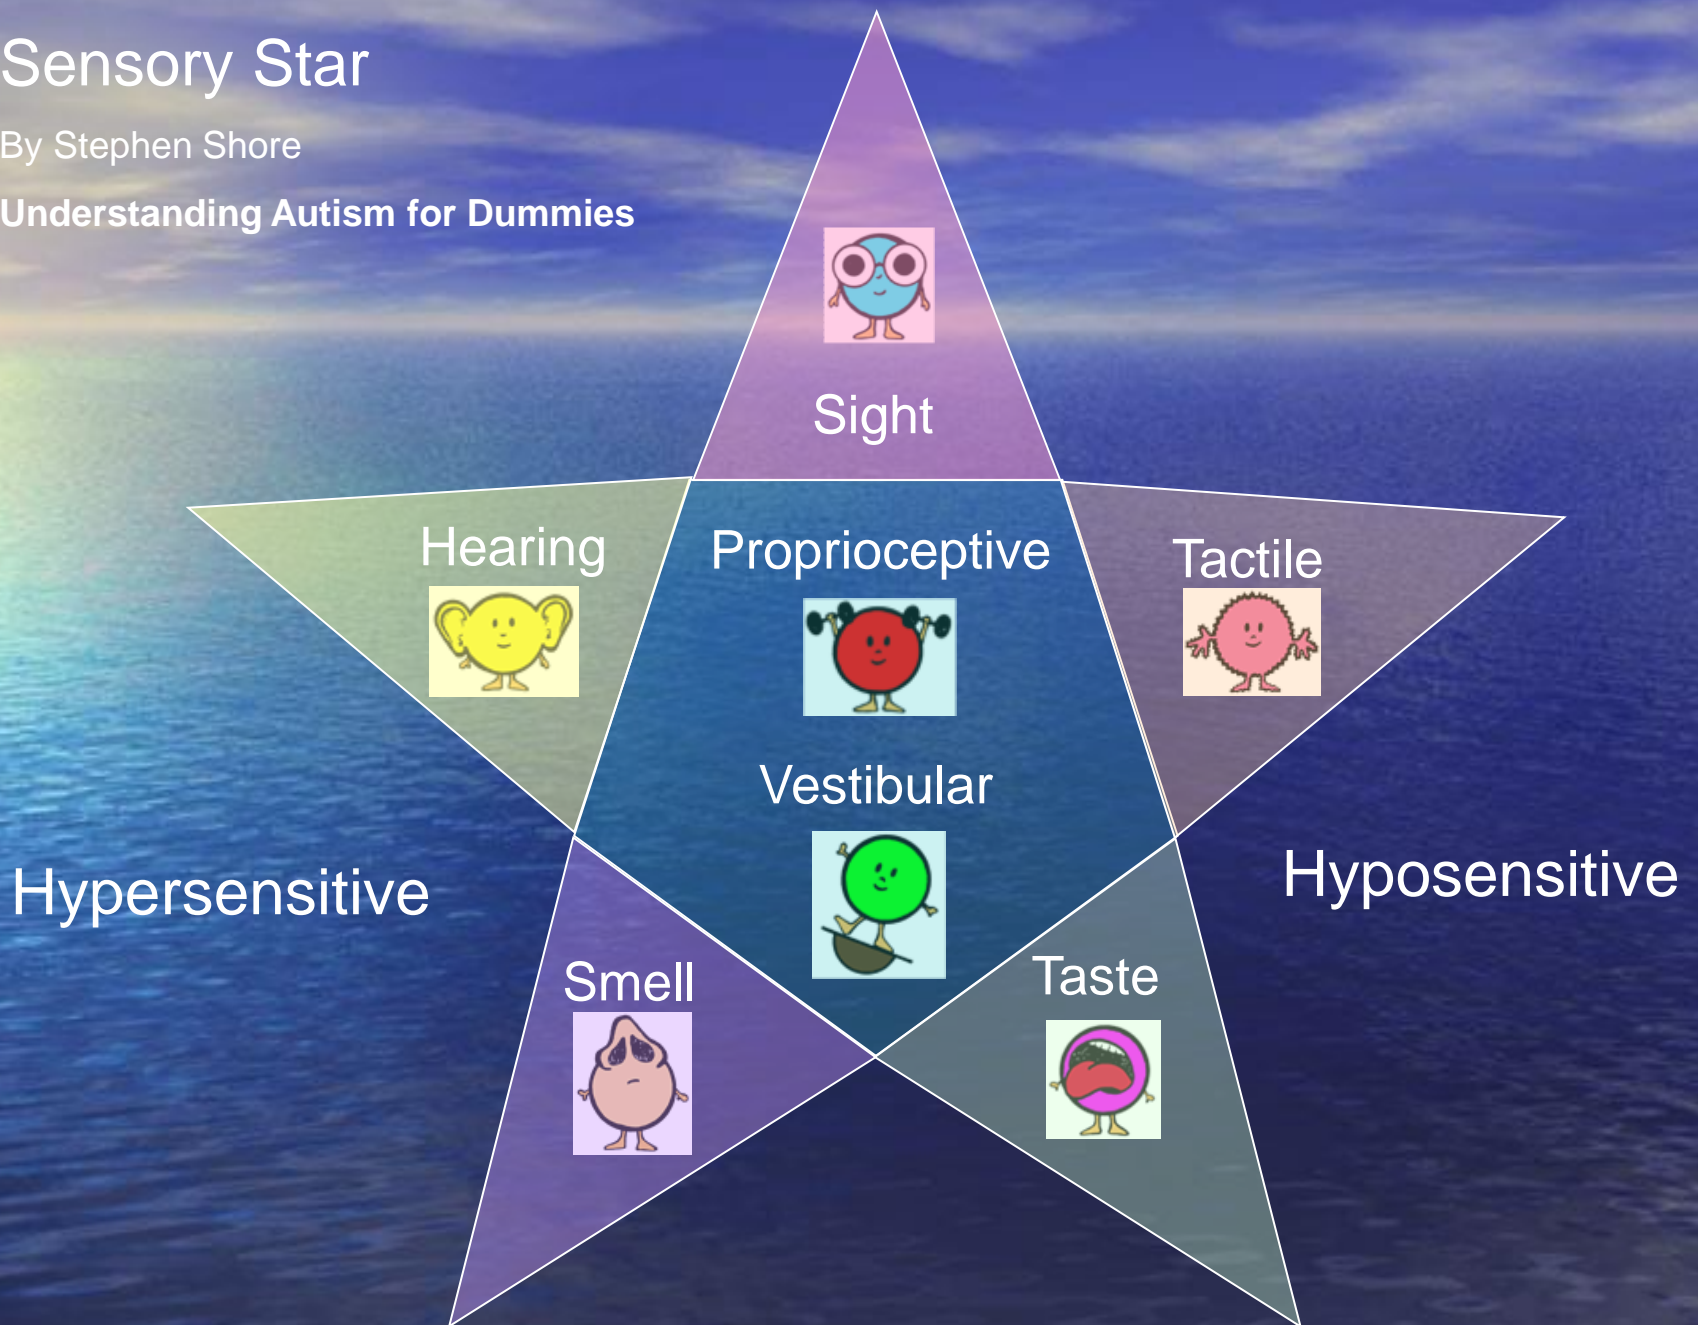 Sensory Star
By Stephen Shore
Understanding Autism for Dummies
Sight
Hearing
Proprioceptive
Tactile
Vestibular
Hypersensitive
Hyposensitive
Smell
Taste